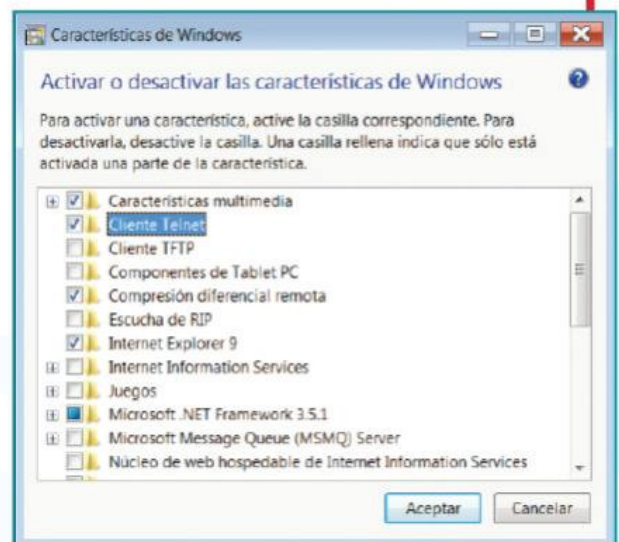 Características de Windows
Activar o desactivar las características de Windows
Para activar una característica, active la casilla correspondiente. Para
desactivarla, desactive la casilla. Una casilla rellena indica que sólo está
activada una parte de la característica.
Características multimedia
Cliente Telnet
Cliente TFTP
Componentes de Tablet PC
Compresión diferencial remota
Escucha de RIP
Internet Explorer 9
Internet Information Services
Juegos
Microsoft .NET Framework 3.5.1
Microsoft Message Queue (MSMQ) Server
Núcleo de web hospedable de Internet Information Services
Aceptar
Cancelar